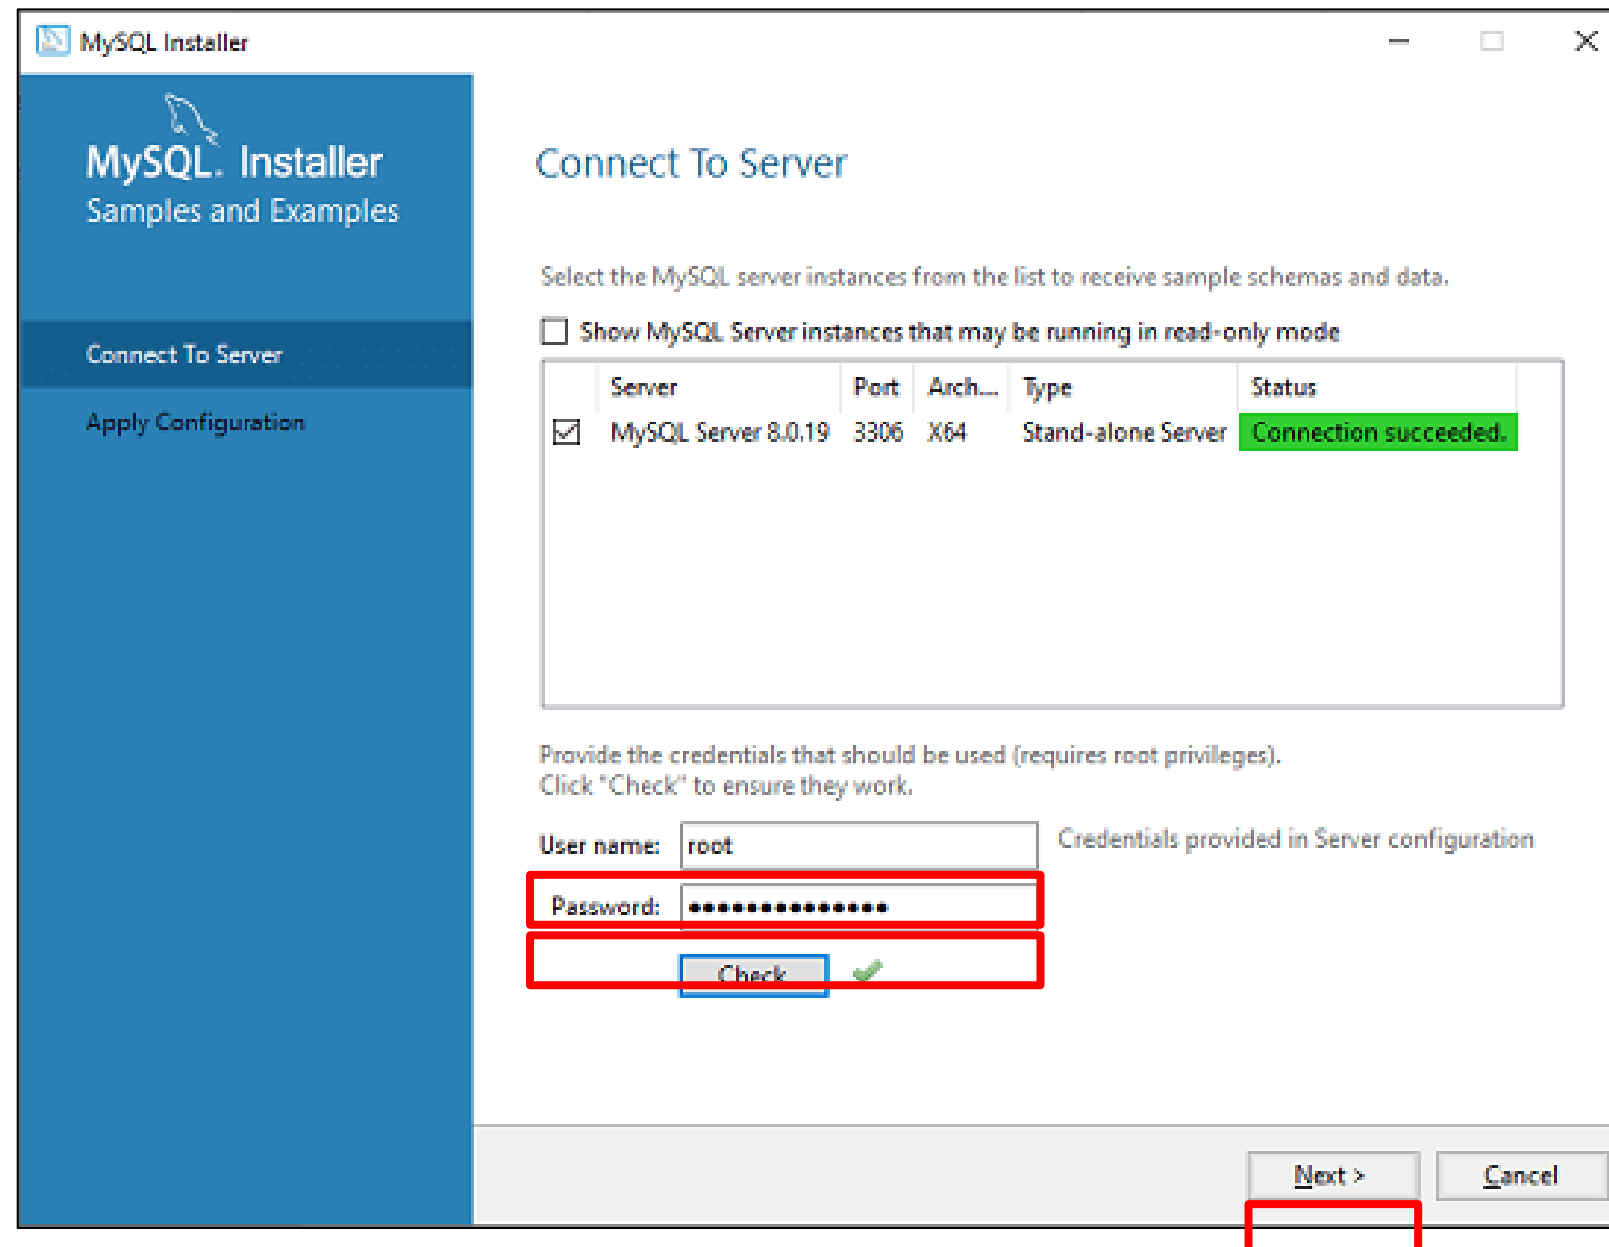 MySQL Installer
MySQL. Installer
Samples and Examples
Connect To Server
Apply Configuration
Connect To Server
Select the MySQL server instances from the list to receive sample schemas and data.
Show MySQL Server instances that may be running in read-only mode
Server Port Arch... Type Status
MySQL Server 8.0.19 3306 X64 Stand-alone Server Connection succeeded.
Provide the credentials that should be used (requires root privileges).
Click "Check" to ensure they work.
User name: root Credentials provided in Server configuration
Password: ••••••••••••••
Check
Next > Cancel